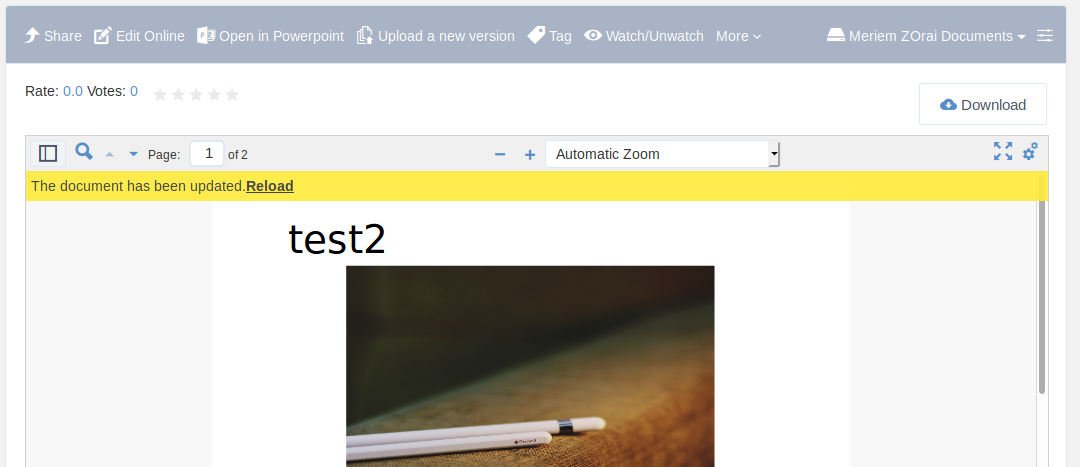 Share Edit Online Open in Powerpoint Upload a new version Tag Watch/Unwatch More Meriem ZOrai Documents
Rate: 0.0 Votes: 0
Download
Page: 1 of 2 Automatic Zoom
The document has been updated.Reload
test2